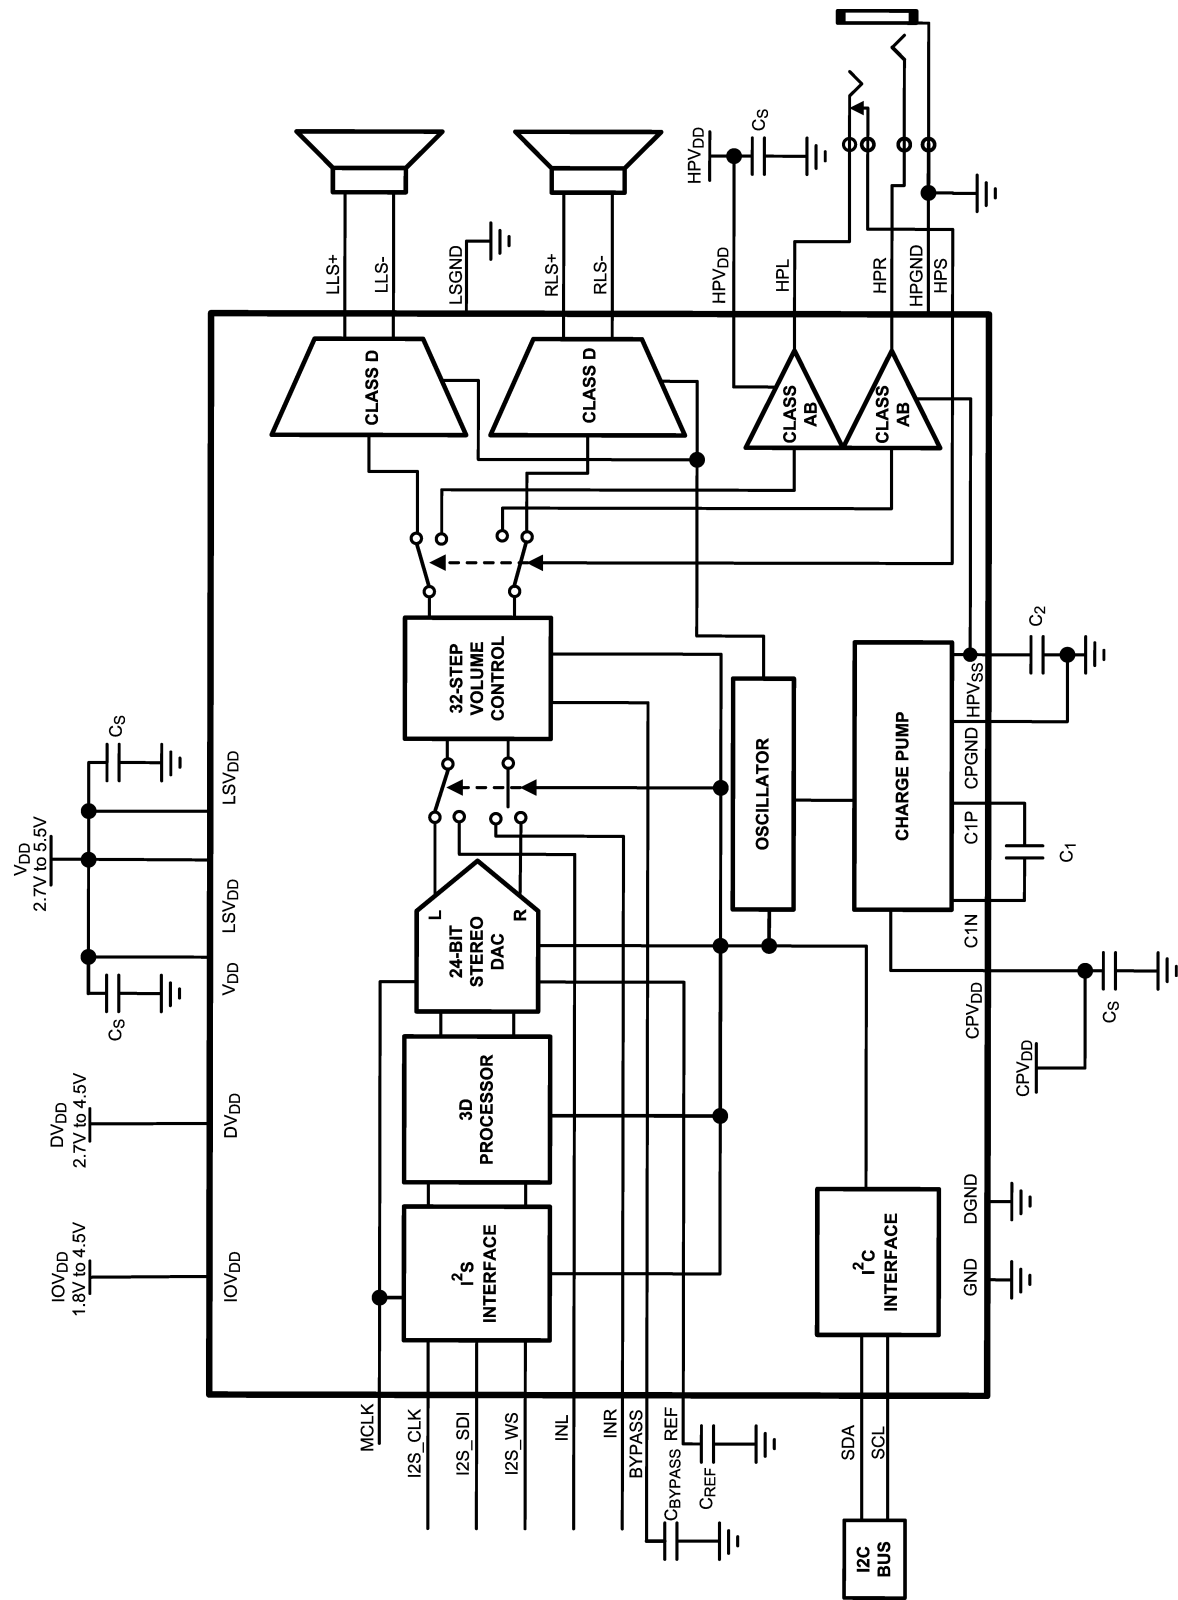 IOVDD
1.8V to 4.5V
DVDD
2.7V to 4.5V
VDD
2.7V to 5.5V
CS
CS
IOVDD
DVDD
VDD
LSVDD
LSVDD
MCLK
I2S_CLK
I2S_SDI
I2S_WS
INL
INR
BYPASS
REF
CBYPASS
CREF
SDA
SCL
I2C
BUS
I2S
INTERFACE
3D
PROCESSOR
24-BIT
STEREO
DAC
L
R
32-STEP
VOLUME
CONTROL
OSCILLATOR
CHARGE PUMP
I2C
INTERFACE
CLASS D
CLASS D
CLASS
AB
CLASS
AB
LLS+
LLS-
LSGND
RLS+
RLS-
HPVDD
HPVDD
CS
HPL
HPR
HPGND
HPS
GND
DGND
CPVDD
C1N
C1P
CPGND
HPVSS
CPVDD
CS
C1
C2